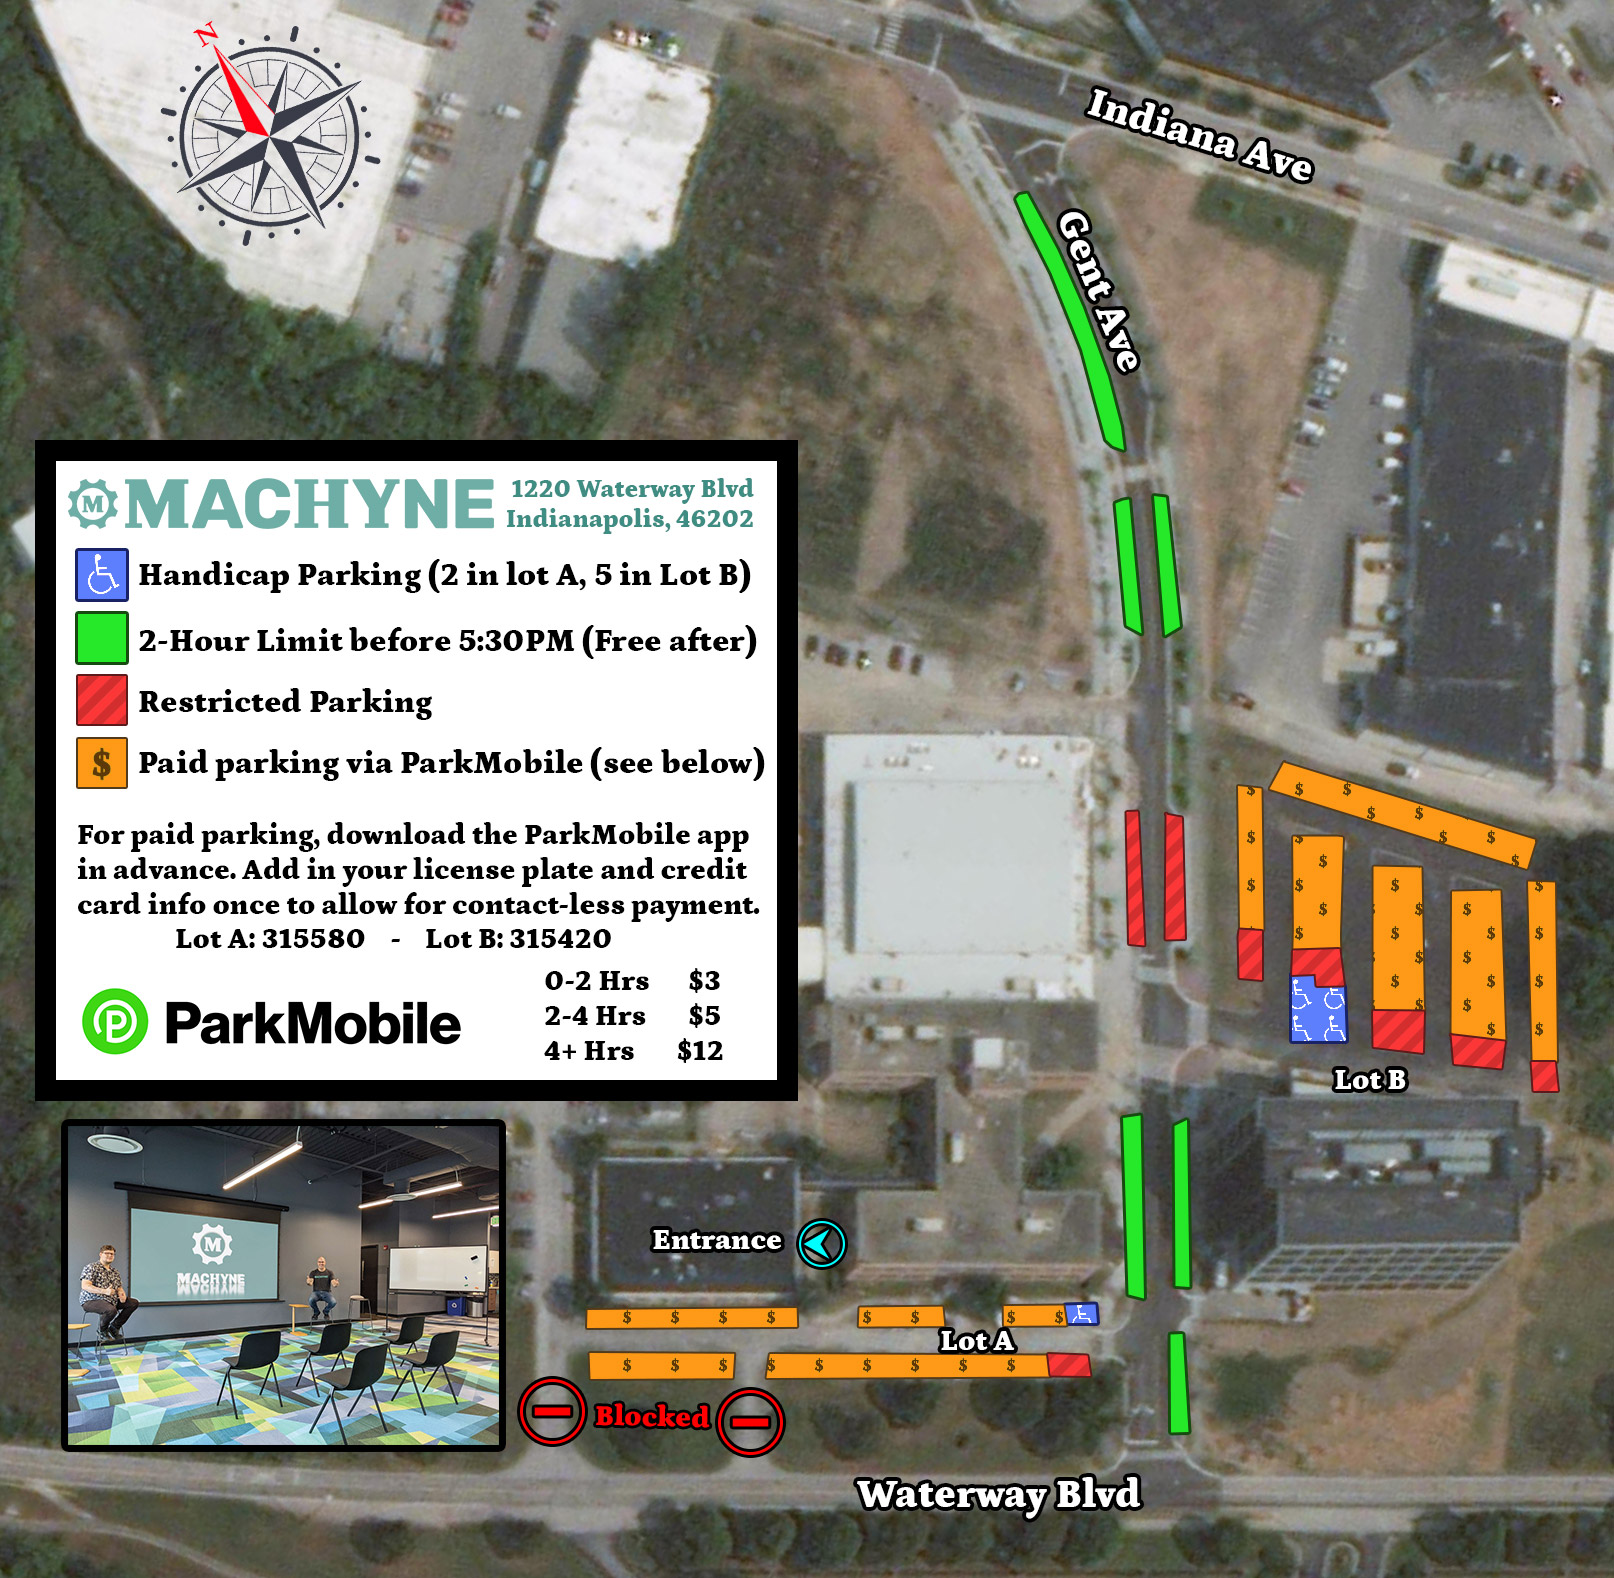 N
Indiana Ave
Gent Ave
M MACHYNE
1220 Waterway Blvd
Indianapolis, 46202
Handicap Parking (2 in lot A, 5 in Lot B)
2-Hour Limit before 5:30PM (Free after)
Restricted Parking
$ Paid parking via ParkMobile (see below)
For paid parking, download the ParkMobile app
in advance. Add in your license plate and credit
card info once to allow for contact-less payment.
Lot A: 315580 - Lot B: 315420
P ParkMobile
0-2 Hrs $3
2-4 Hrs $5
4+ Hrs $12
Lot B
M
MACHYNE
Entrance
Lot A
Blocked
Waterway Blvd